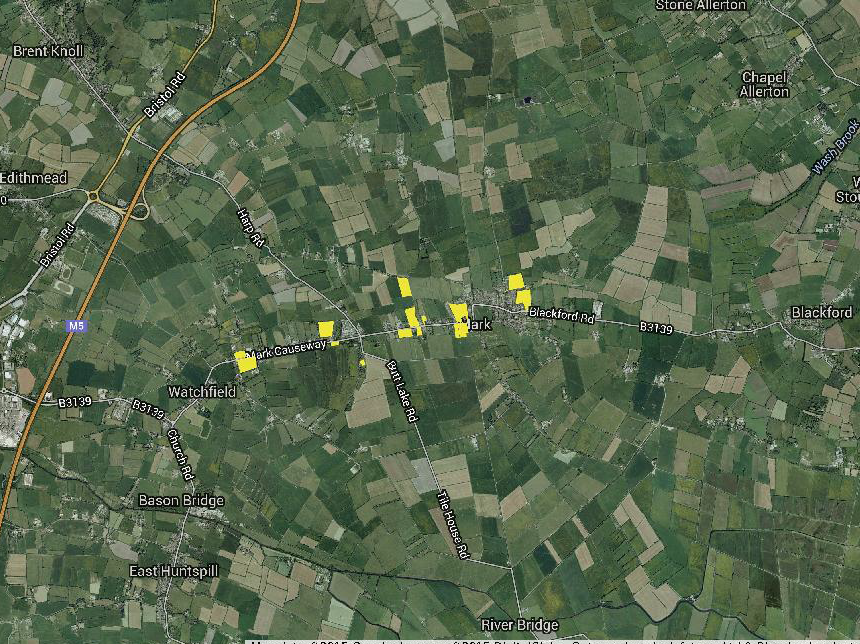 Stone Allerton
Brent Knoll
Bristol Rd
Chapel
Allerton
Wash Brook
Edithmead
Harp Rd
Bristol Rd
M5
Blackford Rd
B3139
Blackford
Mark Causeway
Watchfield
Butt Lake Rd
B3139
B3139
Church Rd
Bason Bridge
Tile House Rd
East Huntspill
River Bridge